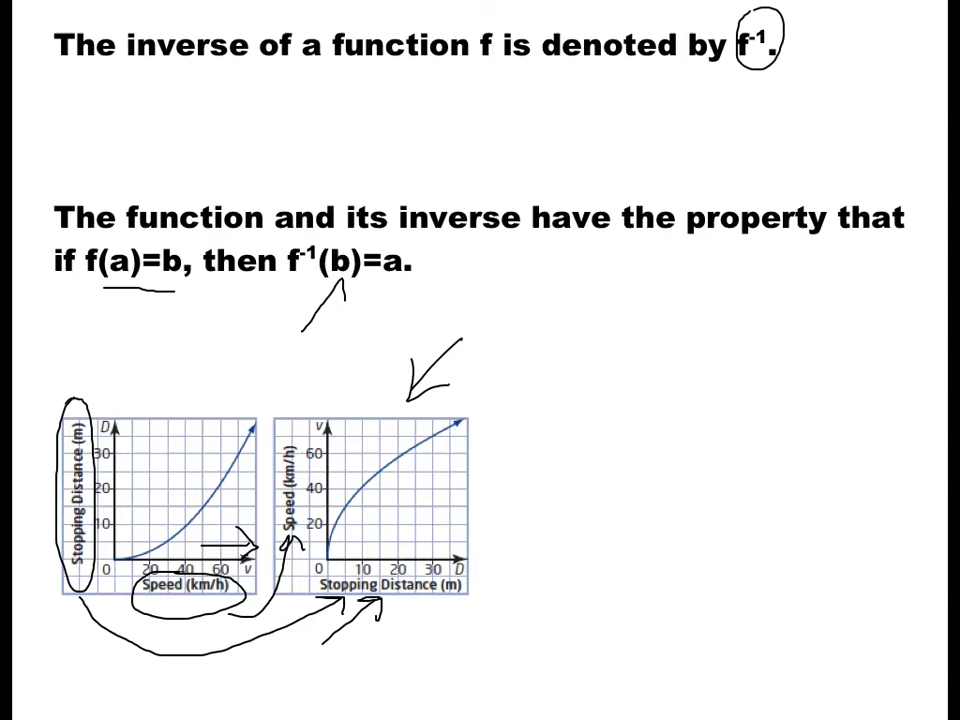 The inverse of a function f is denoted by f⁻¹.
The function and its inverse have the property that
if f(a)=b, then f⁻¹(b)=a.
Stopping Distance (m)
D
30
20
10
0
20 40 60 v
Speed (km/h)
Speed (km/h)
v
60
40
20
0
10 20 30 D
Stopping Distance (m)